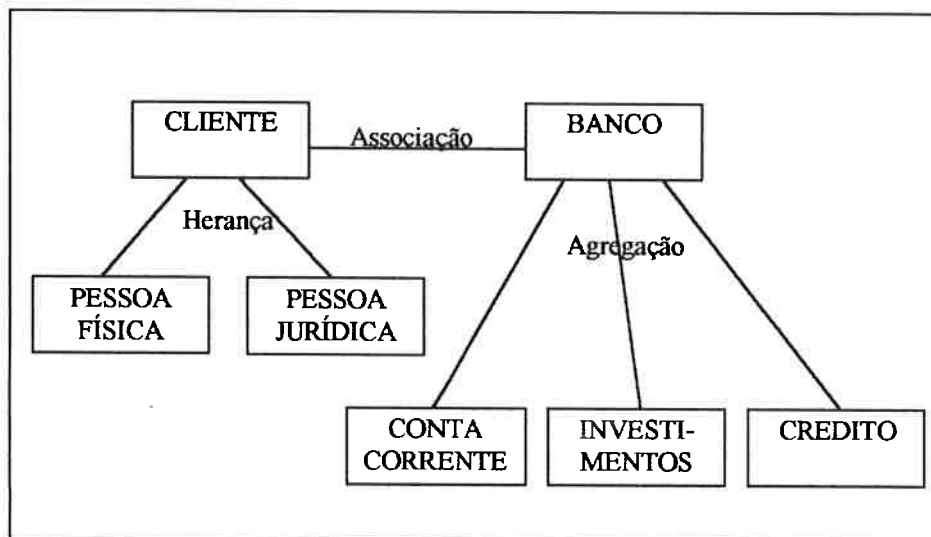 CLIENTE
Associação
BANCO
Herança
Agregação
PESSOA
FÍSICA
PESSOA
JURÍDICA
CONTA
CORRENTE
INVESTI-
MENTOS
CREDITO